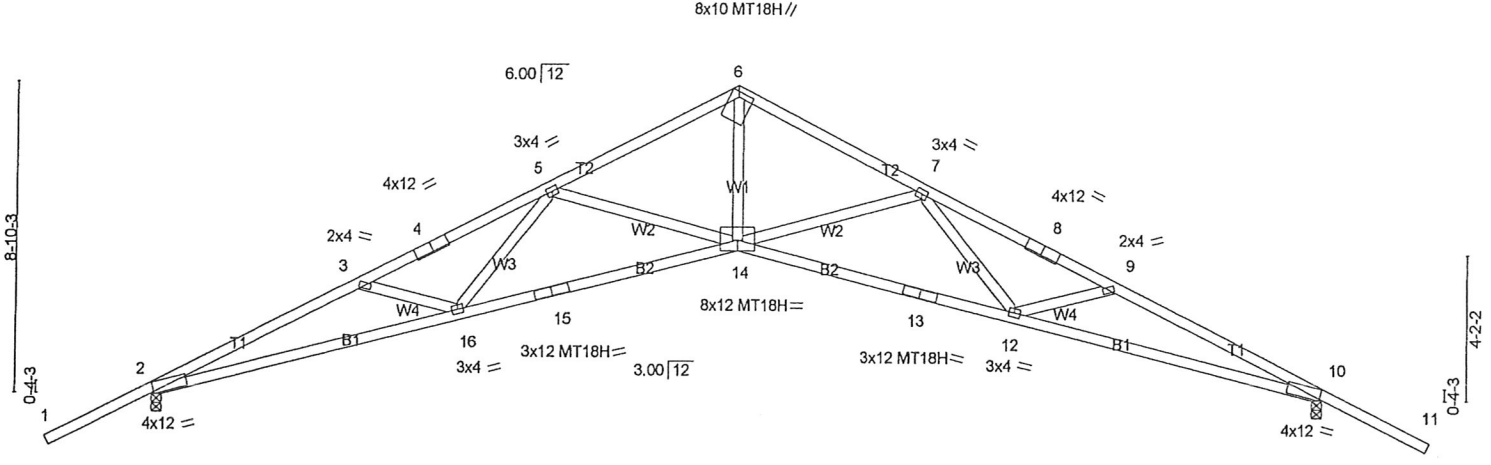 8x10 MT18H//
6
6.00 12
3x4 //
3x4 =
5
T2
T2
7
4x12 //
4x12 =
W1
8-10-3
2x4 =
4
W2
W2
8
2x4 =
3
W3
B2
14
B2
W3
9
8x12 MT18H=
W4
15
13
W4
4-2-2
T1
B1
16
3x12 MT18H=
3x12 MT18H=
12
B1
T1
2
3x4 =
3.00 12
3x4 =
10
0-4-3
0-4-3
1
4x12 =
4x12 =
11